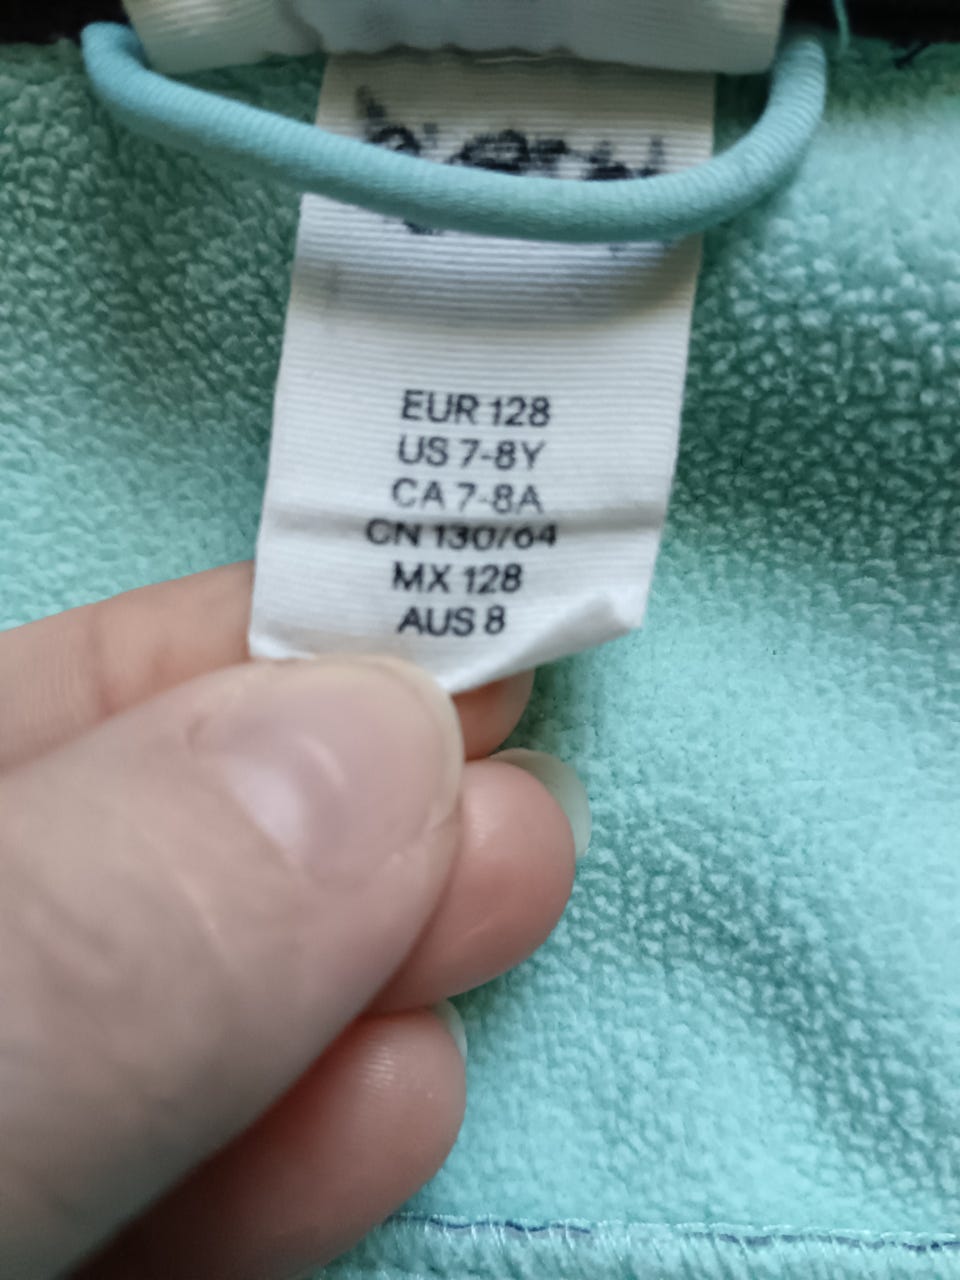 EUR 128
US 7-8Y
CA 7-8A
CN 130/64
MX 128
AUS 8